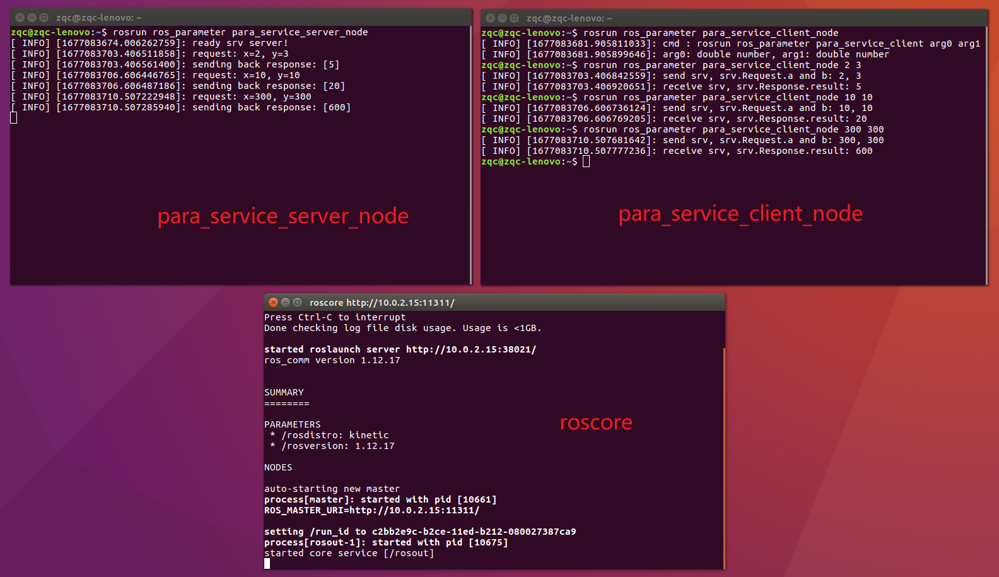 zqc@zqc-lenovo: ~
zqc@zqc-lenovo:~$ rosrun ros_parameter para_service_server_node
[ INFO] [1677083674.006262759]: ready srv server!
[ INFO] [1677083703.406511858]: request: x=2, y=3
[ INFO] [1677083703.406561400]: sending back response: [5]
[ INFO] [1677083706.606446765]: request: x=10, y=10
[ INFO] [1677083706.606487186]: sending back response: [20]
[ INFO] [1677083710.507222948]: request: x=300, y=300
[ INFO] [1677083710.507285940]: sending back response: [600]
para_service_server_node
zqc@zqc-lenovo: ~
zqc@zqc-lenovo:~$ rosrun ros_parameter para_service_client_node
[ INFO] [1677083681.905811033]: cmd : rosrun ros_parameter para_service_client arg0 arg1
[ INFO] [1677083681.905899646]: arg0: double number, arg1: double number
zqc@zqc-lenovo:~$ rosrun ros_parameter para_service_client_node 2 3
[ INFO] [1677083703.406842559]: send srv, srv.Request.a and b: 2, 3
[ INFO] [1677083703.406920651]: receive srv, srv.Response.result: 5
zqc@zqc-lenovo:~$ rosrun ros_parameter para_service_client_node 10 10
[ INFO] [1677083706.606736124]: send srv, srv.Request.a and b: 10, 10
[ INFO] [1677083706.606769205]: receive srv, srv.Response.result: 20
zqc@zqc-lenovo:~$ rosrun ros_parameter para_service_client_node 300 300
[ INFO] [1677083710.507681642]: send srv, srv.Request.a and b: 300, 300
[ INFO] [1677083710.507777236]: receive srv, srv.Response.result: 600
zqc@zqc-lenovo:~$
para_service_client_node
roscore http://10.0.2.15:11311/
Press Ctrl-C to interrupt
Done checking log file disk usage. Usage is <1GB.
started roslaunch server http://10.0.2.15:38021/
ros_comm version 1.12.17
SUMMARY
========
PARAMETERS
* /rosdistro: kinetic
* /rosversion: 1.12.17
NODES
auto-starting new master
process[master]: started with pid [10661]
ROS_MASTER_URI=http://10.0.2.15:11311/
setting /run_id to c2bb2e9c-b2ce-11ed-b212-080027387ca9
process[rosout-1]: started with pid [10675]
started core service [/rosout]
roscore